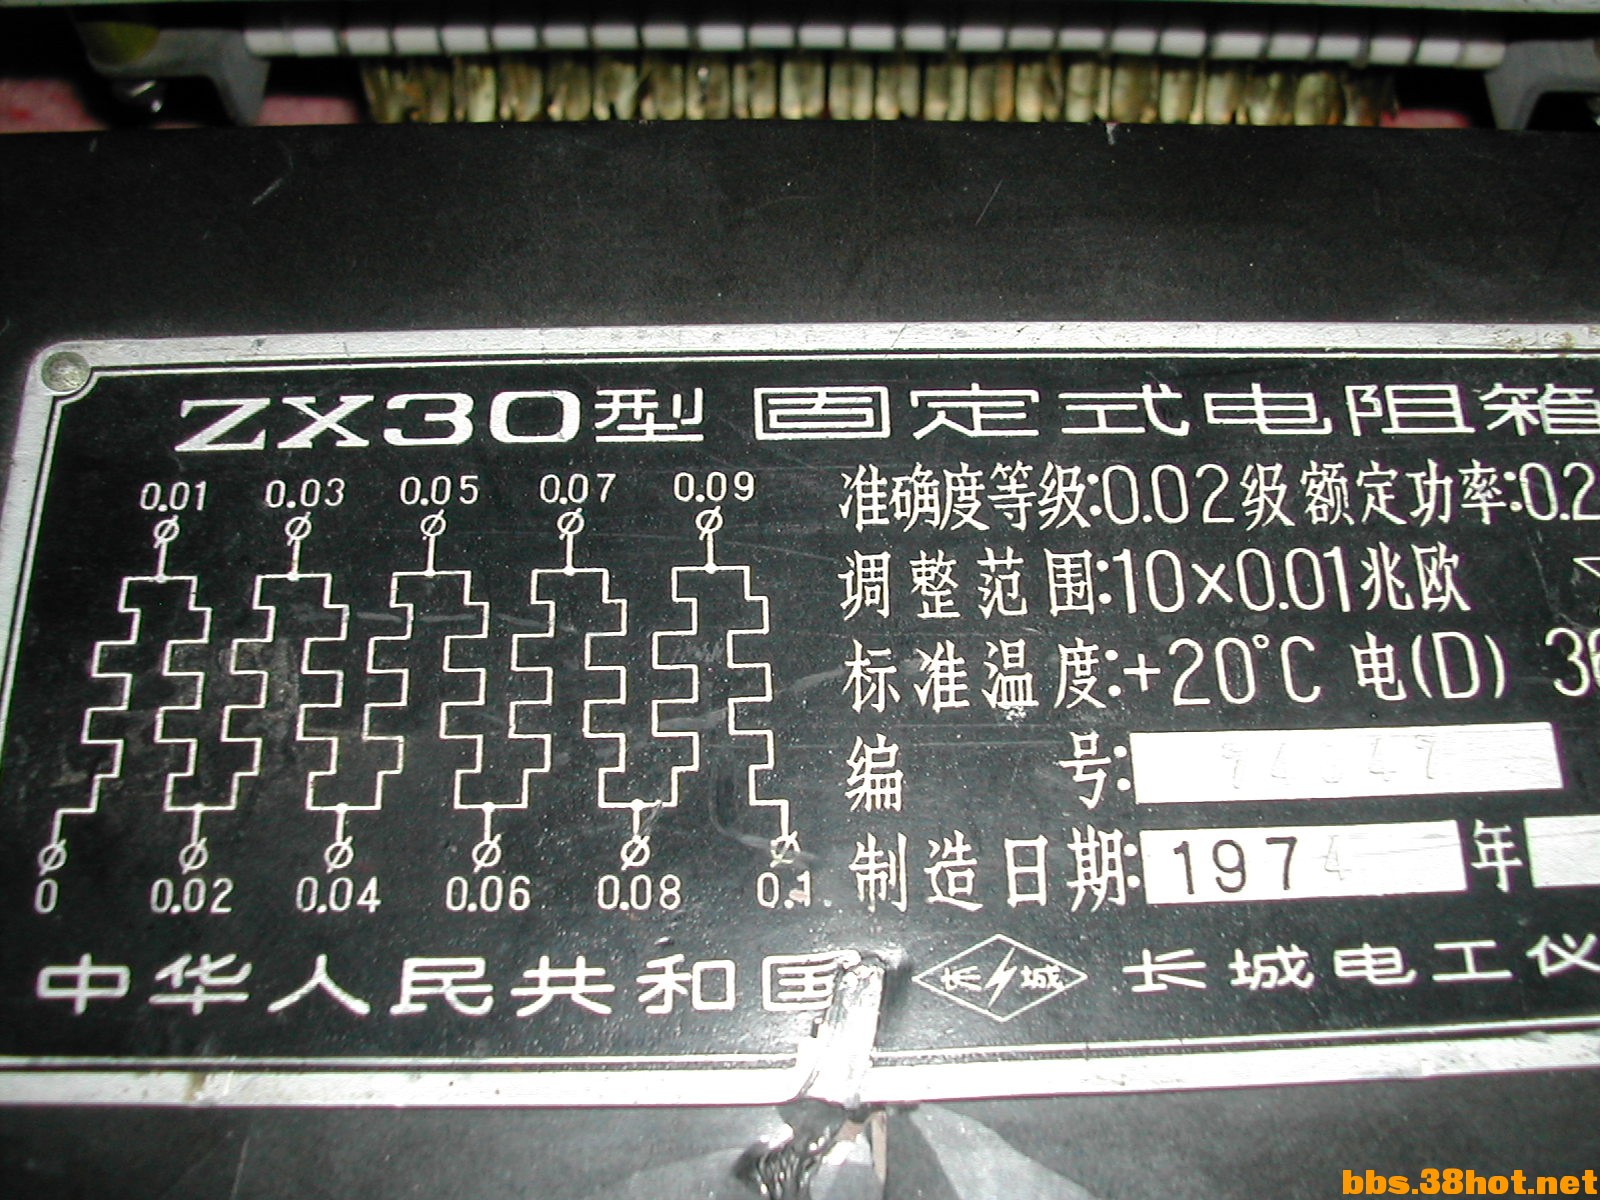 ZX30型 固定式电阻箱
0.01 0.03 0.05 0.07 0.09
准确度等级:0.02级 额定功率:0.2
调整范围:10×0.01兆欧
标准温度:+20°C 电(D) 36
编号:
制造日期:197 年
0 0.02 0.04 0.06 0.08 0.1
中华人民共和国 长城 长城电工仪
bbs.38hot.net